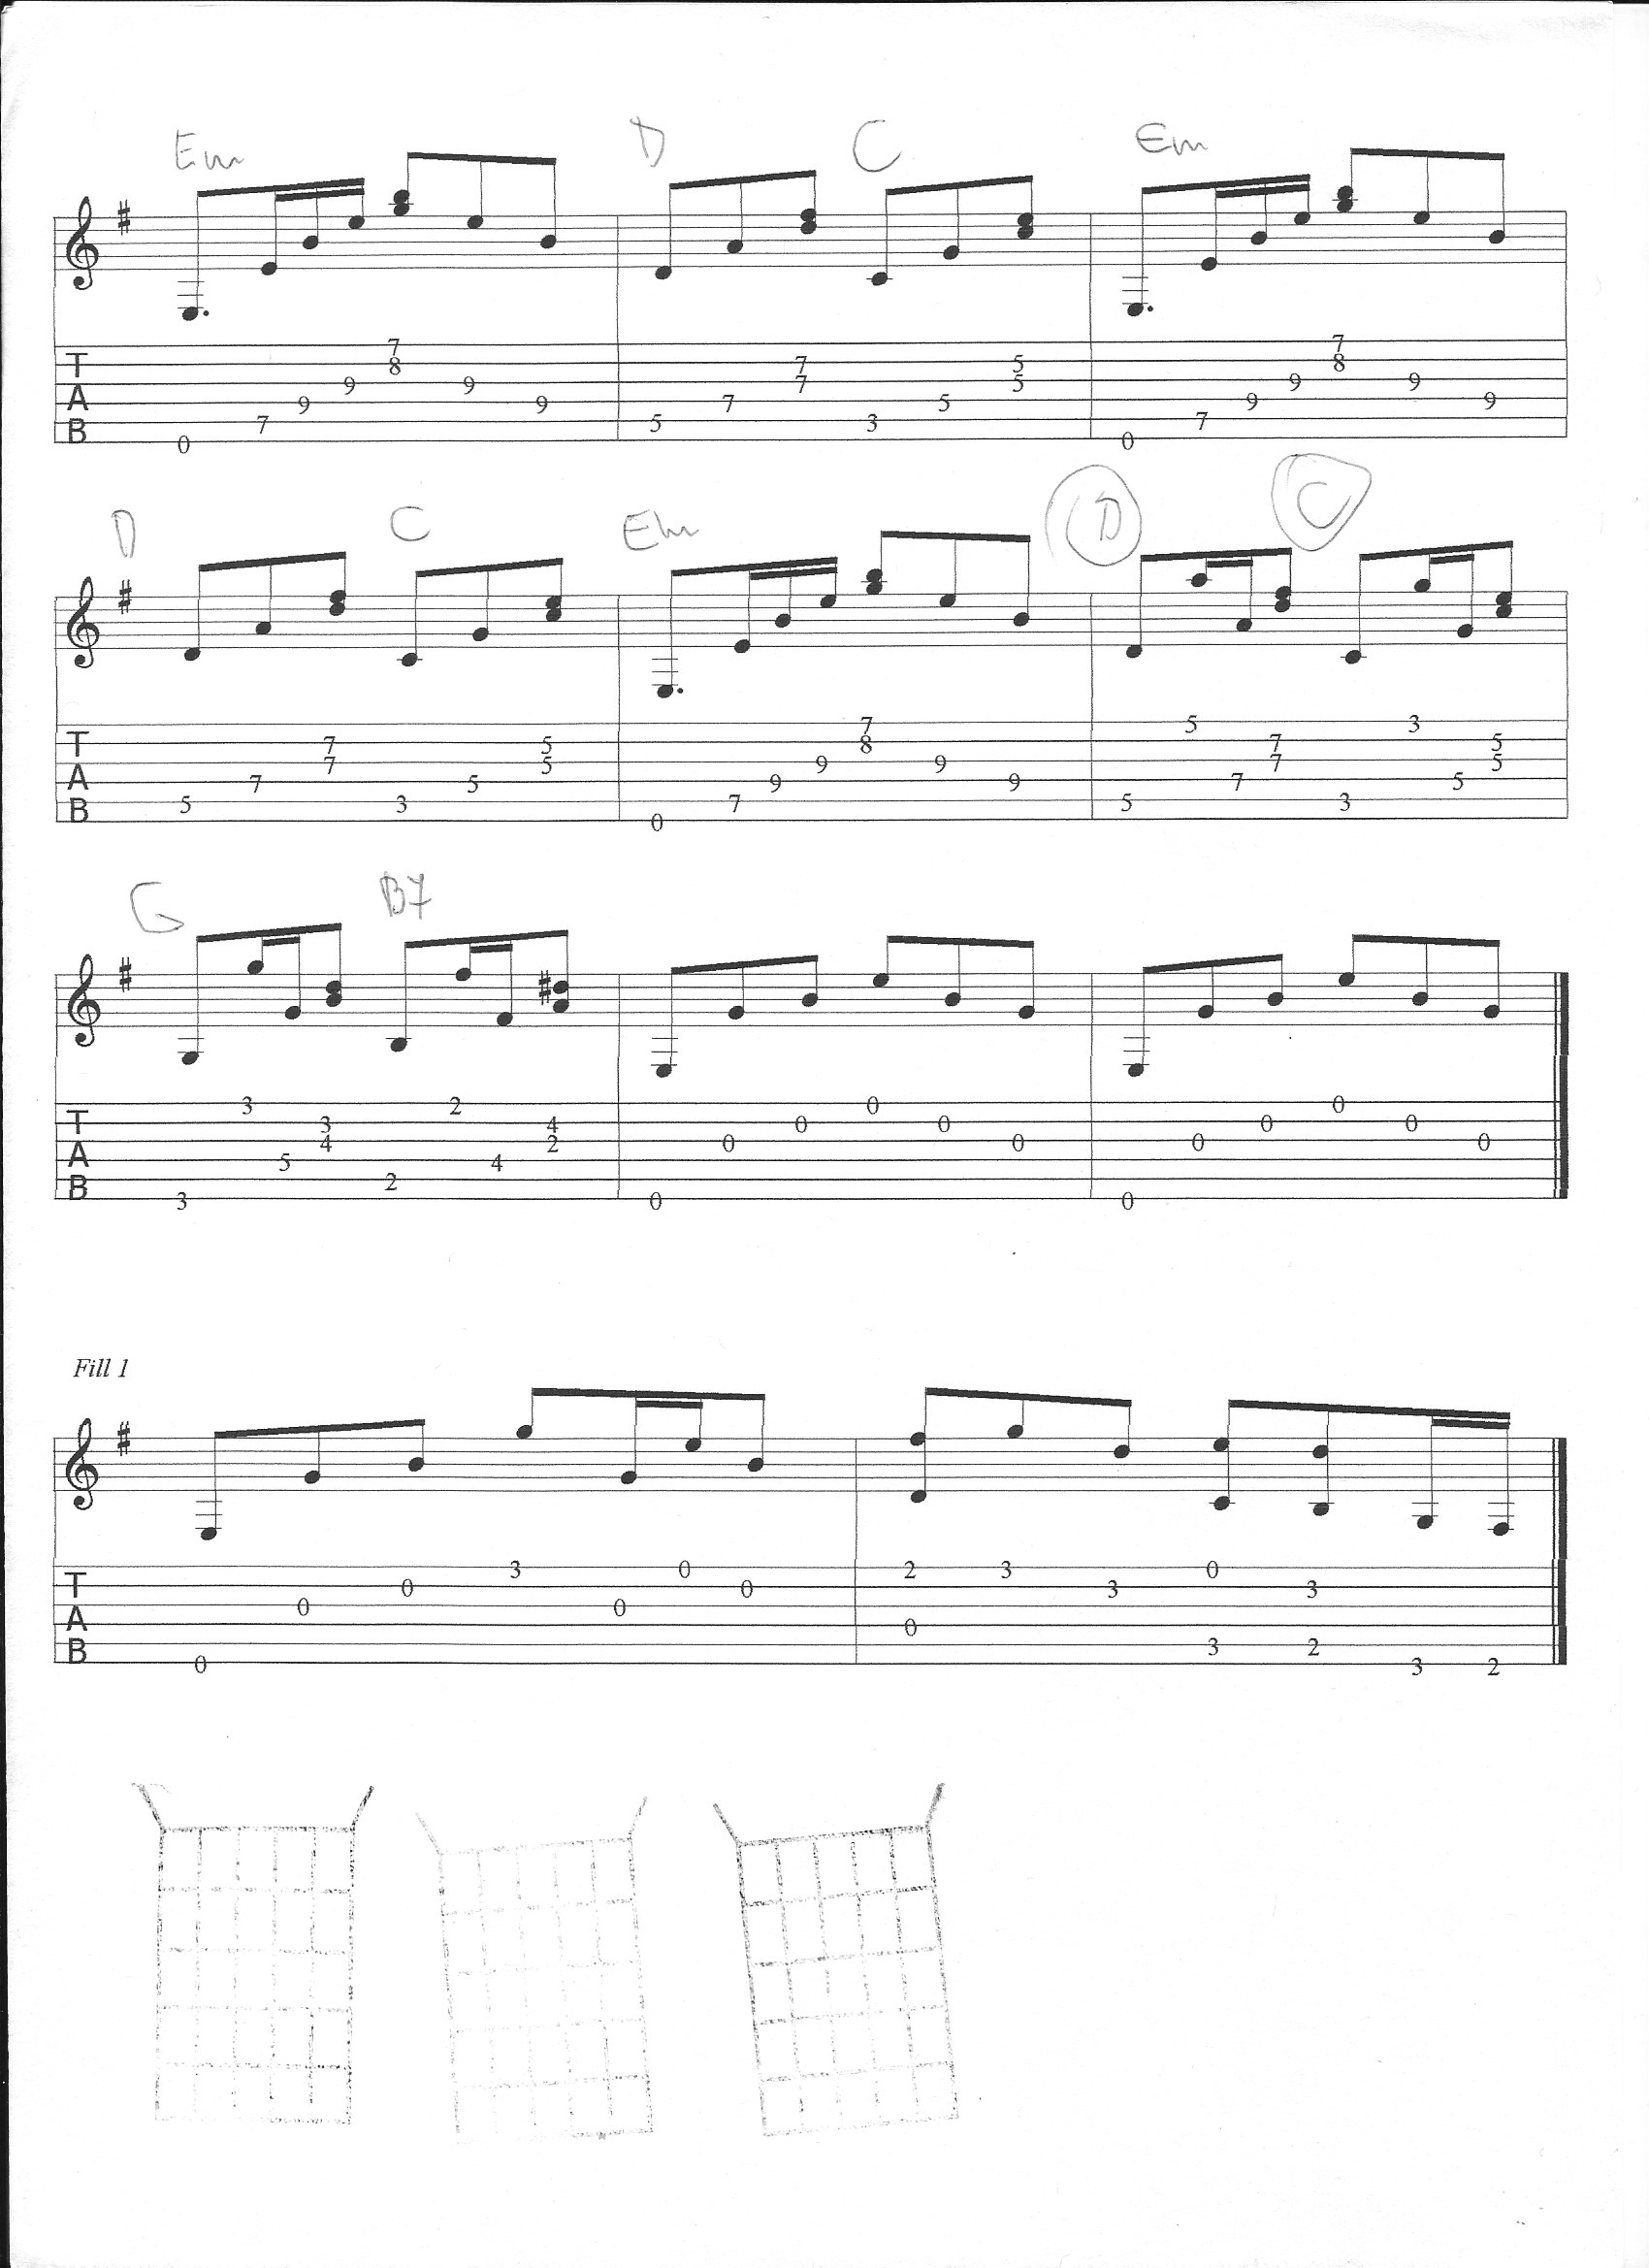 Em D C Em
7 7
T 8 7 5 8
9 9 7 5 9 9
A 9 9 7 5 9 9
B 7 5 3 7
0 0
D C Em D C
7 5 3
T 7 5 8 7 5
7 5 9 9 7 5
A 7 5 9 9 7 5
B 5 3 7 5 3
0
G B7
3 2 0 0
T 3 4 0 0 0 0
4 2 0 0 0 0
A 5 4
B 2
3 0 0
Fill 1
3 0 2 3 0
T 0 0 3 3
0 0
A 0
B 3 2
0 3 2